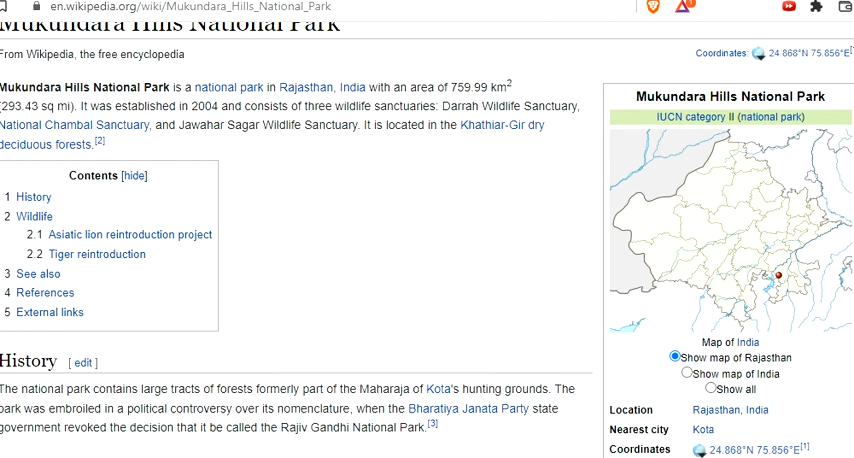 en.wikipedia.org/wiki/Mukundara_Hills_National_Park
1
Mukundara Hills National Park
From Wikipedia, the free encyclopedia
Coordinates: 24.868°N 75.856°E[
Mukundara Hills National Park is a national park in Rajasthan, India with an area of 759.99 km2
(293.43 sq mi). It was established in 2004 and consists of three wildlife sanctuaries: Darrah Wildlife Sanctuary,
National Chambal Sanctuary, and Jawahar Sagar Wildlife Sanctuary. It is located in the Khathiar-Gir dry
deciduous forests.[2]
Contents [hide]
1 History
2 Wildlife
2.1 Asiatic lion reintroduction project
2.2 Tiger reintroduction
3 See also
4 References
5 External links
History [ edit ]
The national park contains large tracts of forests formerly part of the Maharaja of Kota's hunting grounds. The
park was embroiled in a political controversy over its nomenclature, when the Bharatiya Janata Party state
government revoked the decision that it be called the Rajiv Gandhi National Park.[3]
Mukundara Hills National Park
IUCN category II (national park)
Map of India
Show map of Rajasthan
Show map of India
Show all
Location Rajasthan, India
Nearest city Kota
Coordinates 24.868°N 75.856°E[1]